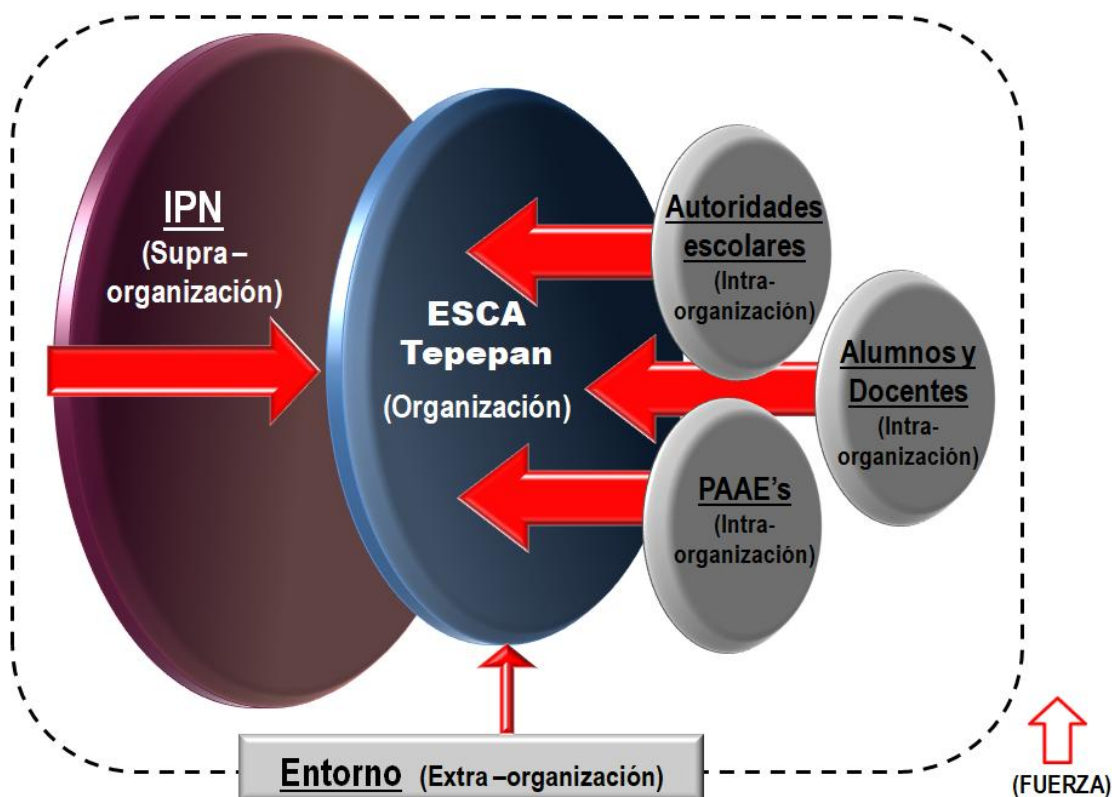 IPN
(Supra –
organización)
ESCA
Tepepan
(Organización)
Autoridades
escolares
(Intra-
organización)
Alumnos y
Docentes
(Intra-
organización)
PAAE's
(Intra-
organización)
Entorno (Extra –organización)
(FUERZA)